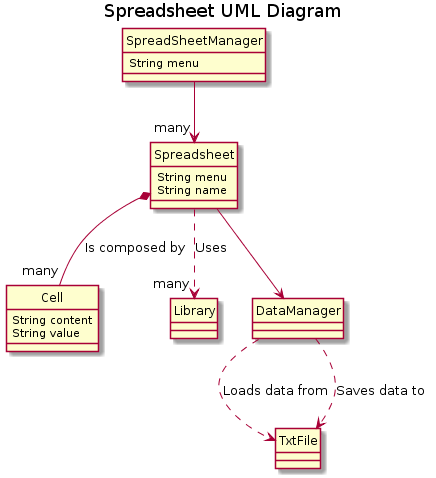 Spreadsheet UML Diagram
SpreadSheetManager
String menu
many
Spreadsheet
String menu
String name
Is composed by
Uses
many
many
Cell
String content
String value
Library
DataManager
Loads data from
Saves data to
TxtFile